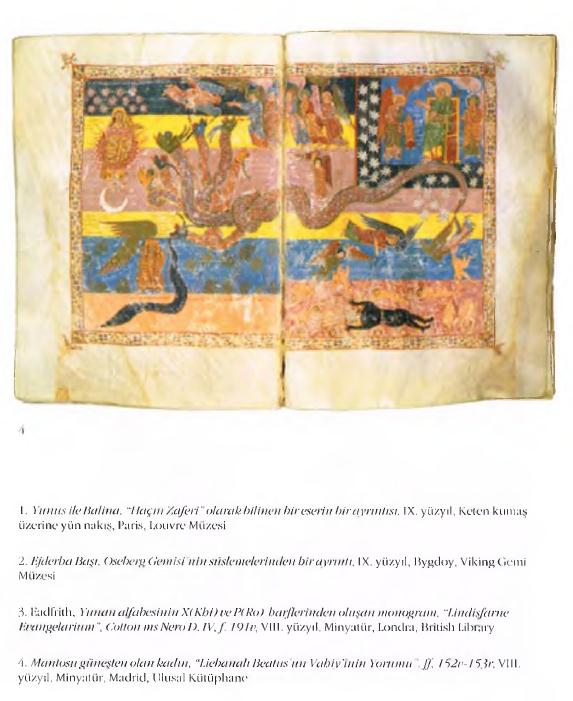 4
1. Yunus ile Balina, "Haçın Zaferi" olarak bilinen bir eserin bir ayrıntısı, IX. yüzyıl, Keten kumaş
üzerine yün nakış, Paris, Louvre Müzesi
2. Ejderha Başı, Oseberg Gemisi'nin süslemelerinden bir ayrıntı, IX. yüzyıl, Bygdoy, Viking Gemi
Müzesi
3. Eadfrith, Yunan alfabesinin X(Khi) ve P(Ro) harflerinden oluşan monogram, "Lindisfarne
Evangelarium", Cotton ms Nero D. IV, f. 191v, VIII. yüzyıl, Minyatür, Londra, British Library
4. Mantosu güneşten olan kadın, "Liebanalı Beatus'un Vahiy'inin Yorumu", ff. 152v-153r, VIII.
yüzyıl, Minyatür, Madrid, Ulusal Kütüphane